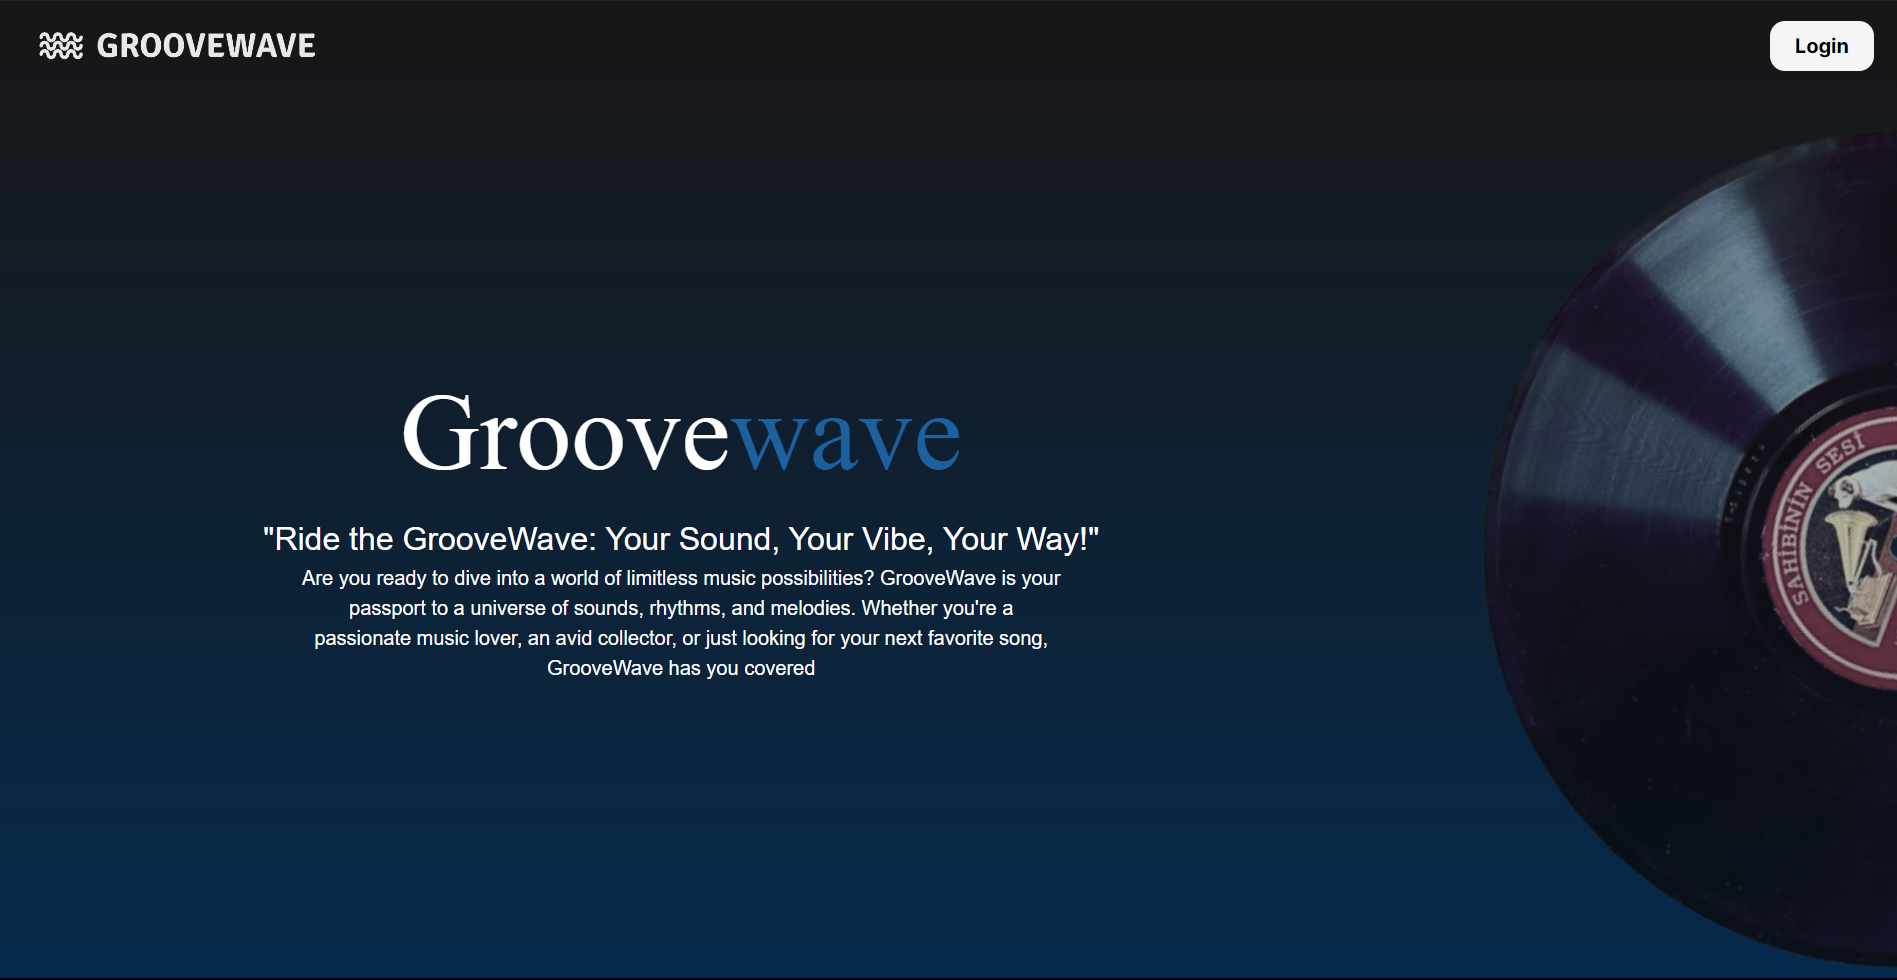 GROOVEWAVE
Login
Groovewave
"Ride the GrooveWave: Your Sound, Your Vibe, Your Way!"
Are you ready to dive into a world of limitless music possibilities? GrooveWave is your
passport to a universe of sounds, rhythms, and melodies. Whether you're a
passionate music lover, an avid collector, or just looking for your next favorite song,
GrooveWave has you covered
SAHİBİNİN SESİ